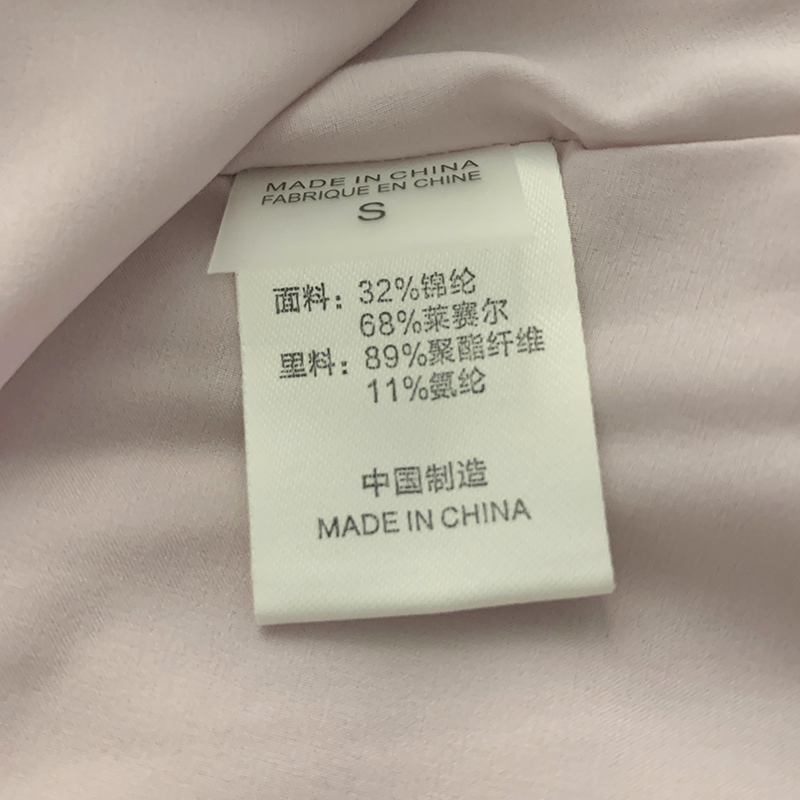 MADE IN CHINA
FABRIQUE EN CHINE
S
面料：32%锦纶
68%莱赛尔
里料：89%聚酯纤维
11%氨纶
中国制造
MADE IN CHINA